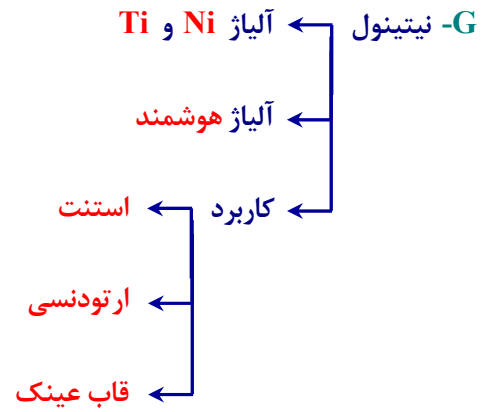 G- نیتینول
آلیاژ Ni و Ti
آلیاژ هوشمند
کاربرد
استنت
ارتودنسی
قاب عینک